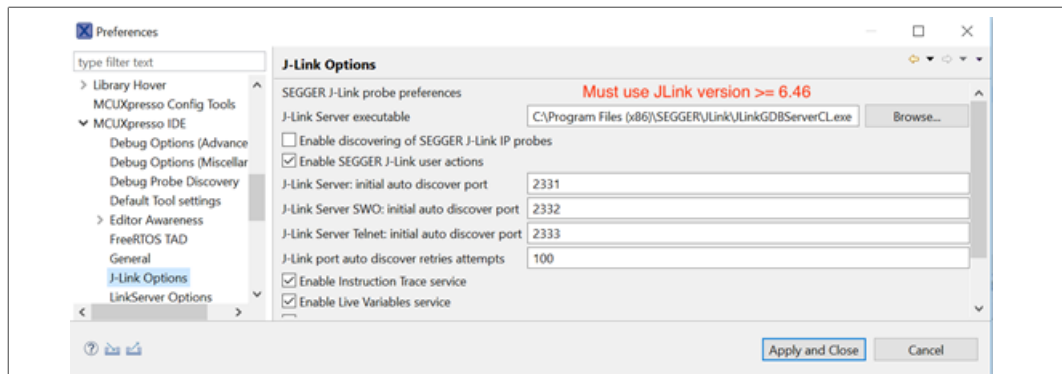 Preferences
type filter text
Library Hover
MCUXpresso Config Tools
MCUXpresso IDE
Debug Options (Advance
Debug Options (Miscellar
Debug Probe Discovery
Default Tool settings
Editor Awareness
FreeRTOS TAD
General
J-Link Options
LinkServer Options
J-Link Options
SEGGER J-Link probe preferences
Must use JLink version >= 6.46
J-Link Server executable C:\Program Files (x86)\SEGGER\JLink\JLinkGDBServerCL.exe Browse...
Enable discovering of SEGGER J-Link IP probes
Enable SEGGER J-Link user actions
J-Link Server: initial auto discover port 2331
J-Link Server SWO: initial auto discover port 2332
J-Link Server Telnet: initial auto discover port 2333
J-Link port auto discover retries attempts 100
Enable Instruction Trace service
Enable Live Variables service
Apply and Close Cancel